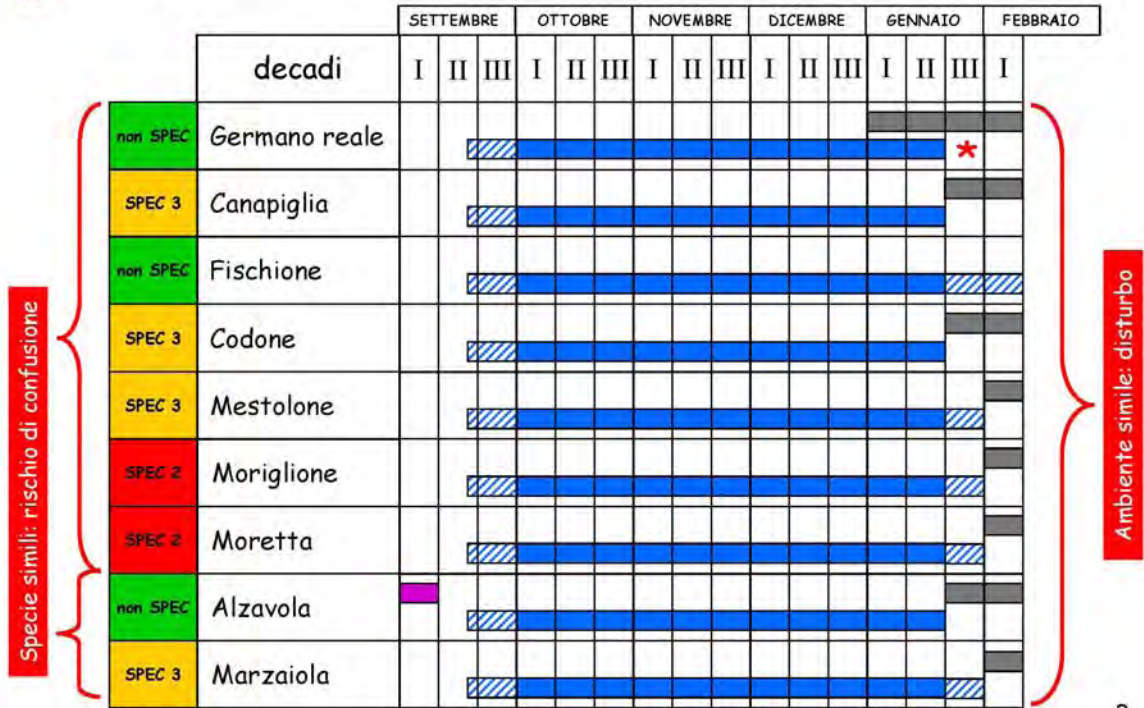 SETTEMBRE OTTOBRE NOVEMBRE DICEMBRE GENNAIO FEBBRAIO
decadi I II III I II III I II III I II III I II III I
non SPEC Germano reale *
SPEC 3 Canapiglia
non SPEC Fischione
SPEC 3 Codone
SPEC 3 Mestolone
SPEC 2 Moriglione
SPEC 2 Moretta
non SPEC Alzavola
SPEC 3 Marzaiola
Specie simili: rischio di confusione
Ambiente simile: disturbo